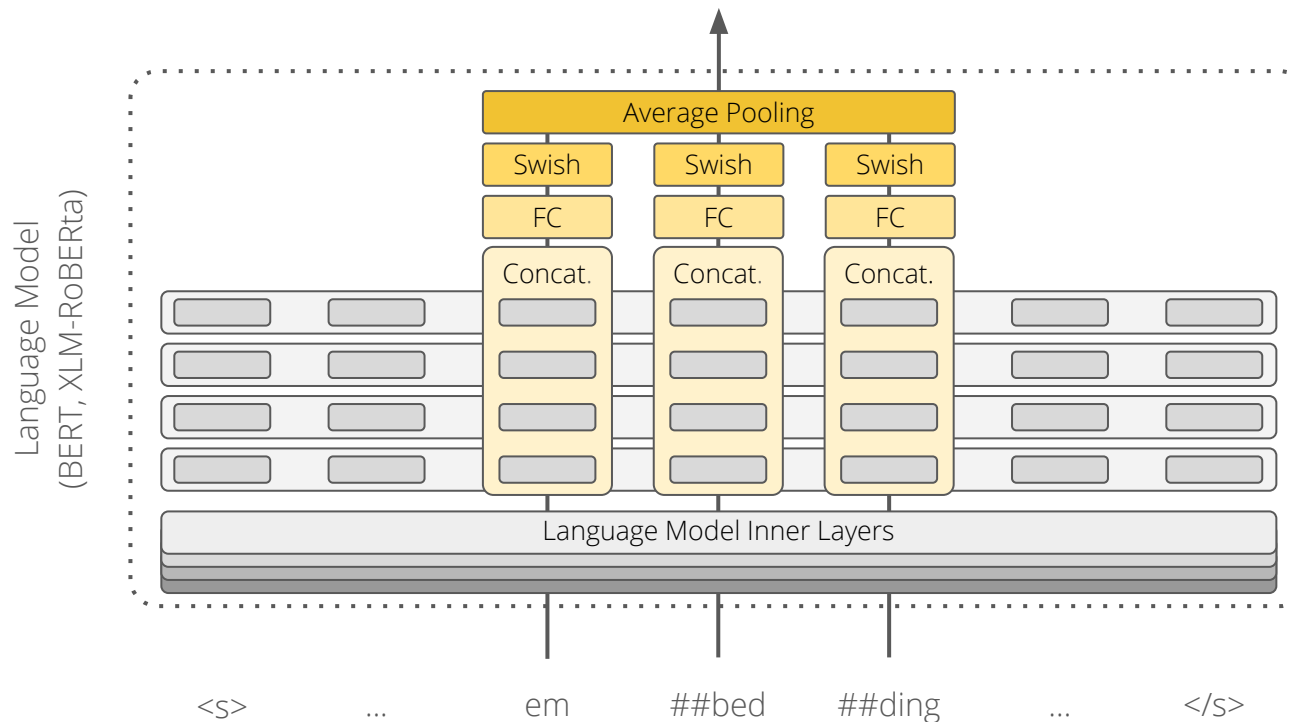 Average Pooling
Swish Swish Swish
FC FC FC
Concat. Concat. Concat.
Language Model Inner Layers
Language Model
(BERT, XLM-RoBERta)
<s> ... em ##bed ##ding ... </s>